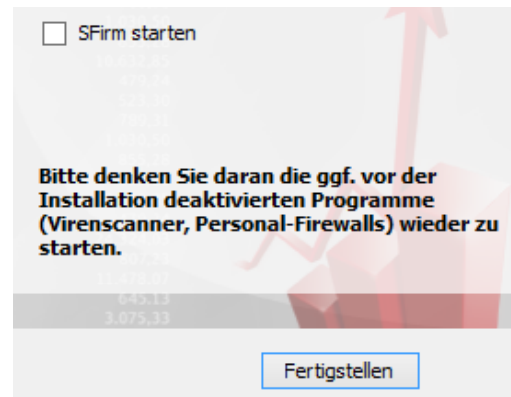 SFirm starten
Bitte denken Sie daran die ggf. vor der
Installation deaktivierten Programme
(Virenscanner, Personal-Firewalls) wieder zu
starten.
11.478,07
645,13
3.075,33
Fertigstellen